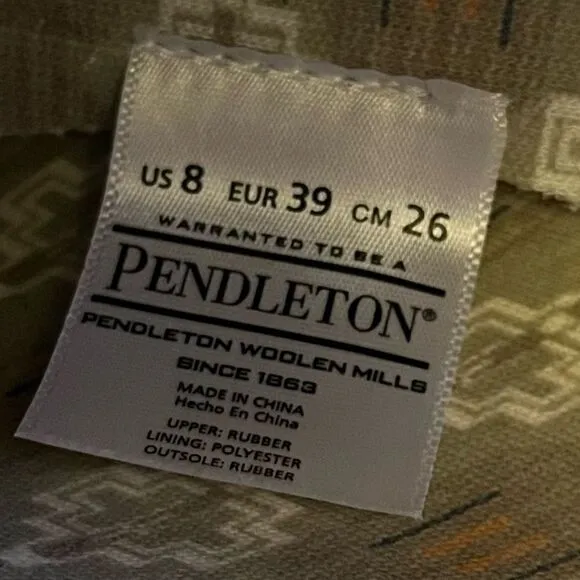 US 8 EUR 39 CM 26
WARRANTED TO BE A
PENDLETON®
PENDLETON WOOLEN MILLS
SINCE 1863
MADE IN CHINA
Hecho En China
UPPER: RUBBER
LINING: POLYESTER
OUTSOLE: RUBBER